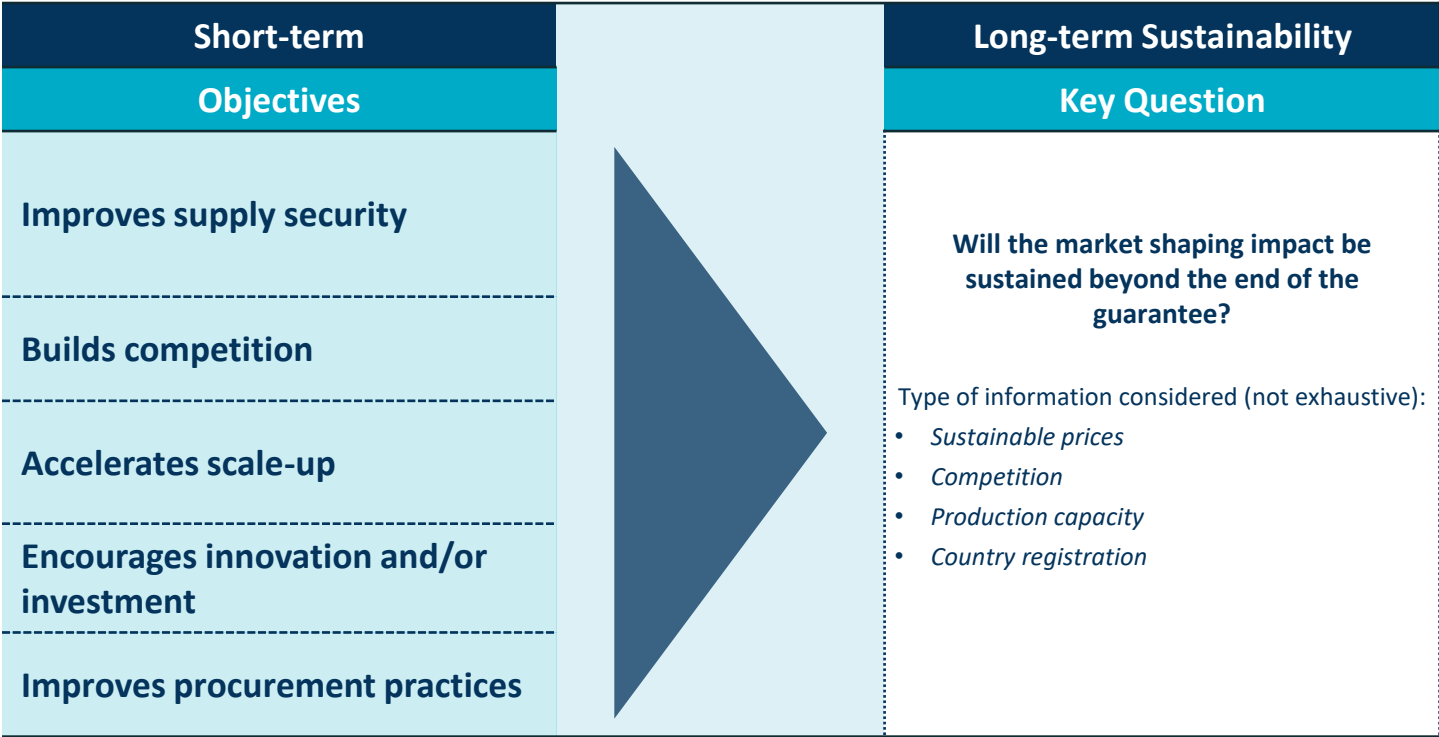 Short-term
Objectives
Improves supply security
Builds competition
Accelerates scale-up
Encourages innovation and/or
investment
Improves procurement practices
Long-term Sustainability
Key Question
Will the market shaping impact be
sustained beyond the end of the
guarantee?
Type of information considered (not exhaustive):
• Sustainable prices
• Competition
• Production capacity
• Country registration